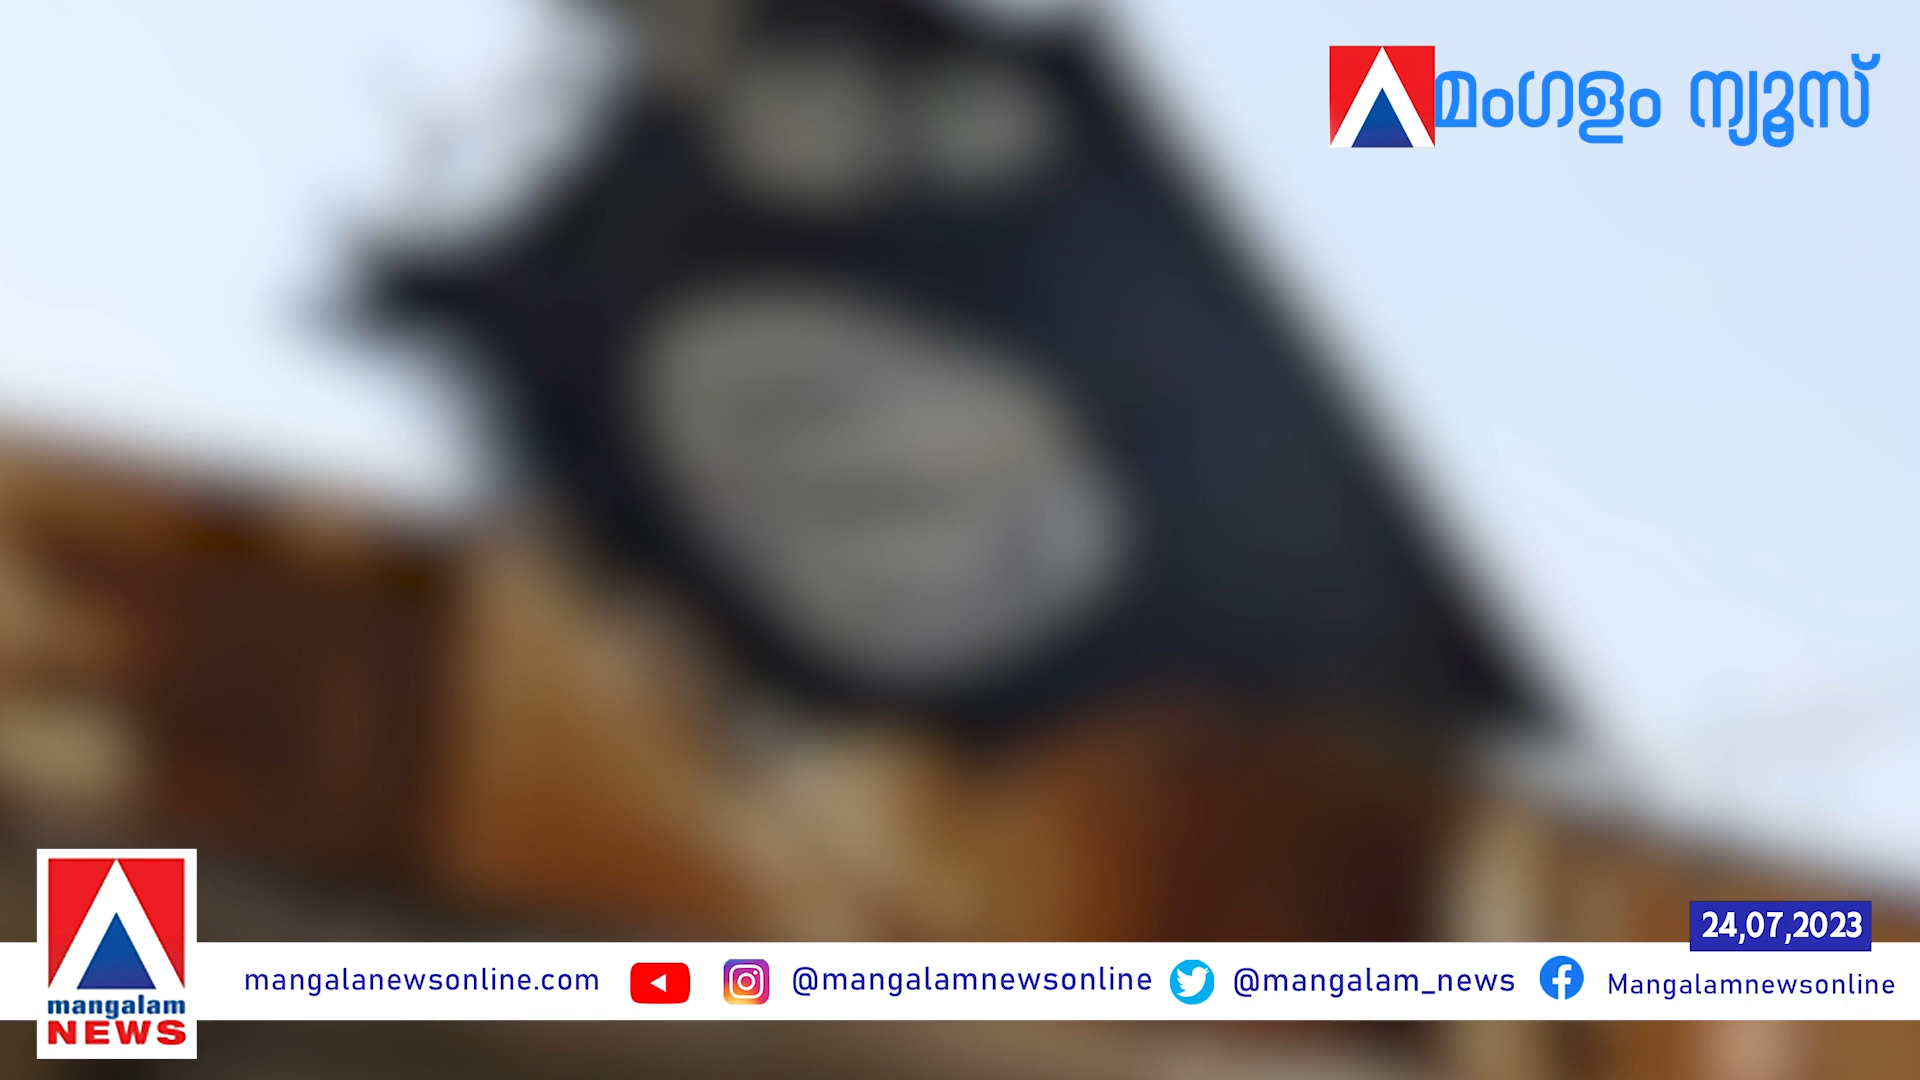 മംഗളം ന്യൂസ്
24,07,2023
mangalanewsonline.com
@mangalamnewsonline
@mangalam_news
Mangalamnewsonline
mangalam
NEWS